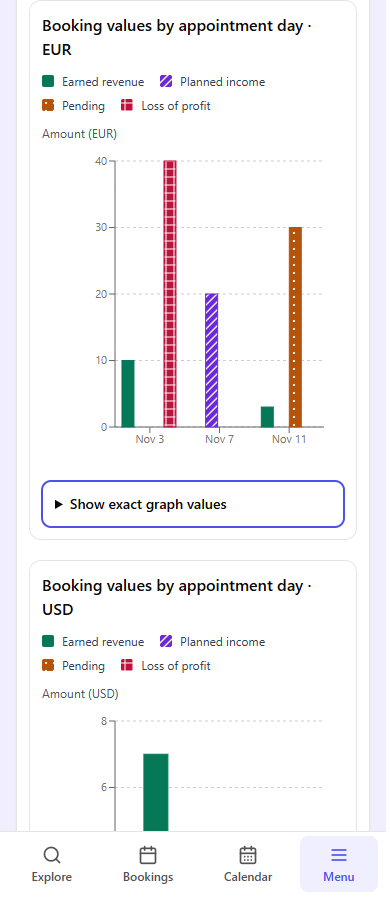 Booking values by appointment day ·
EUR
Earned revenue
Planned income
Pending
Loss of profit
Amount (EUR)
40
30
20
10
0
Nov 3
Nov 7
Nov 11
Show exact graph values
Booking values by appointment day ·
USD
Earned revenue
Planned income
Pending
Loss of profit
Amount (USD)
8
6
Explore
Bookings
Calendar
Menu